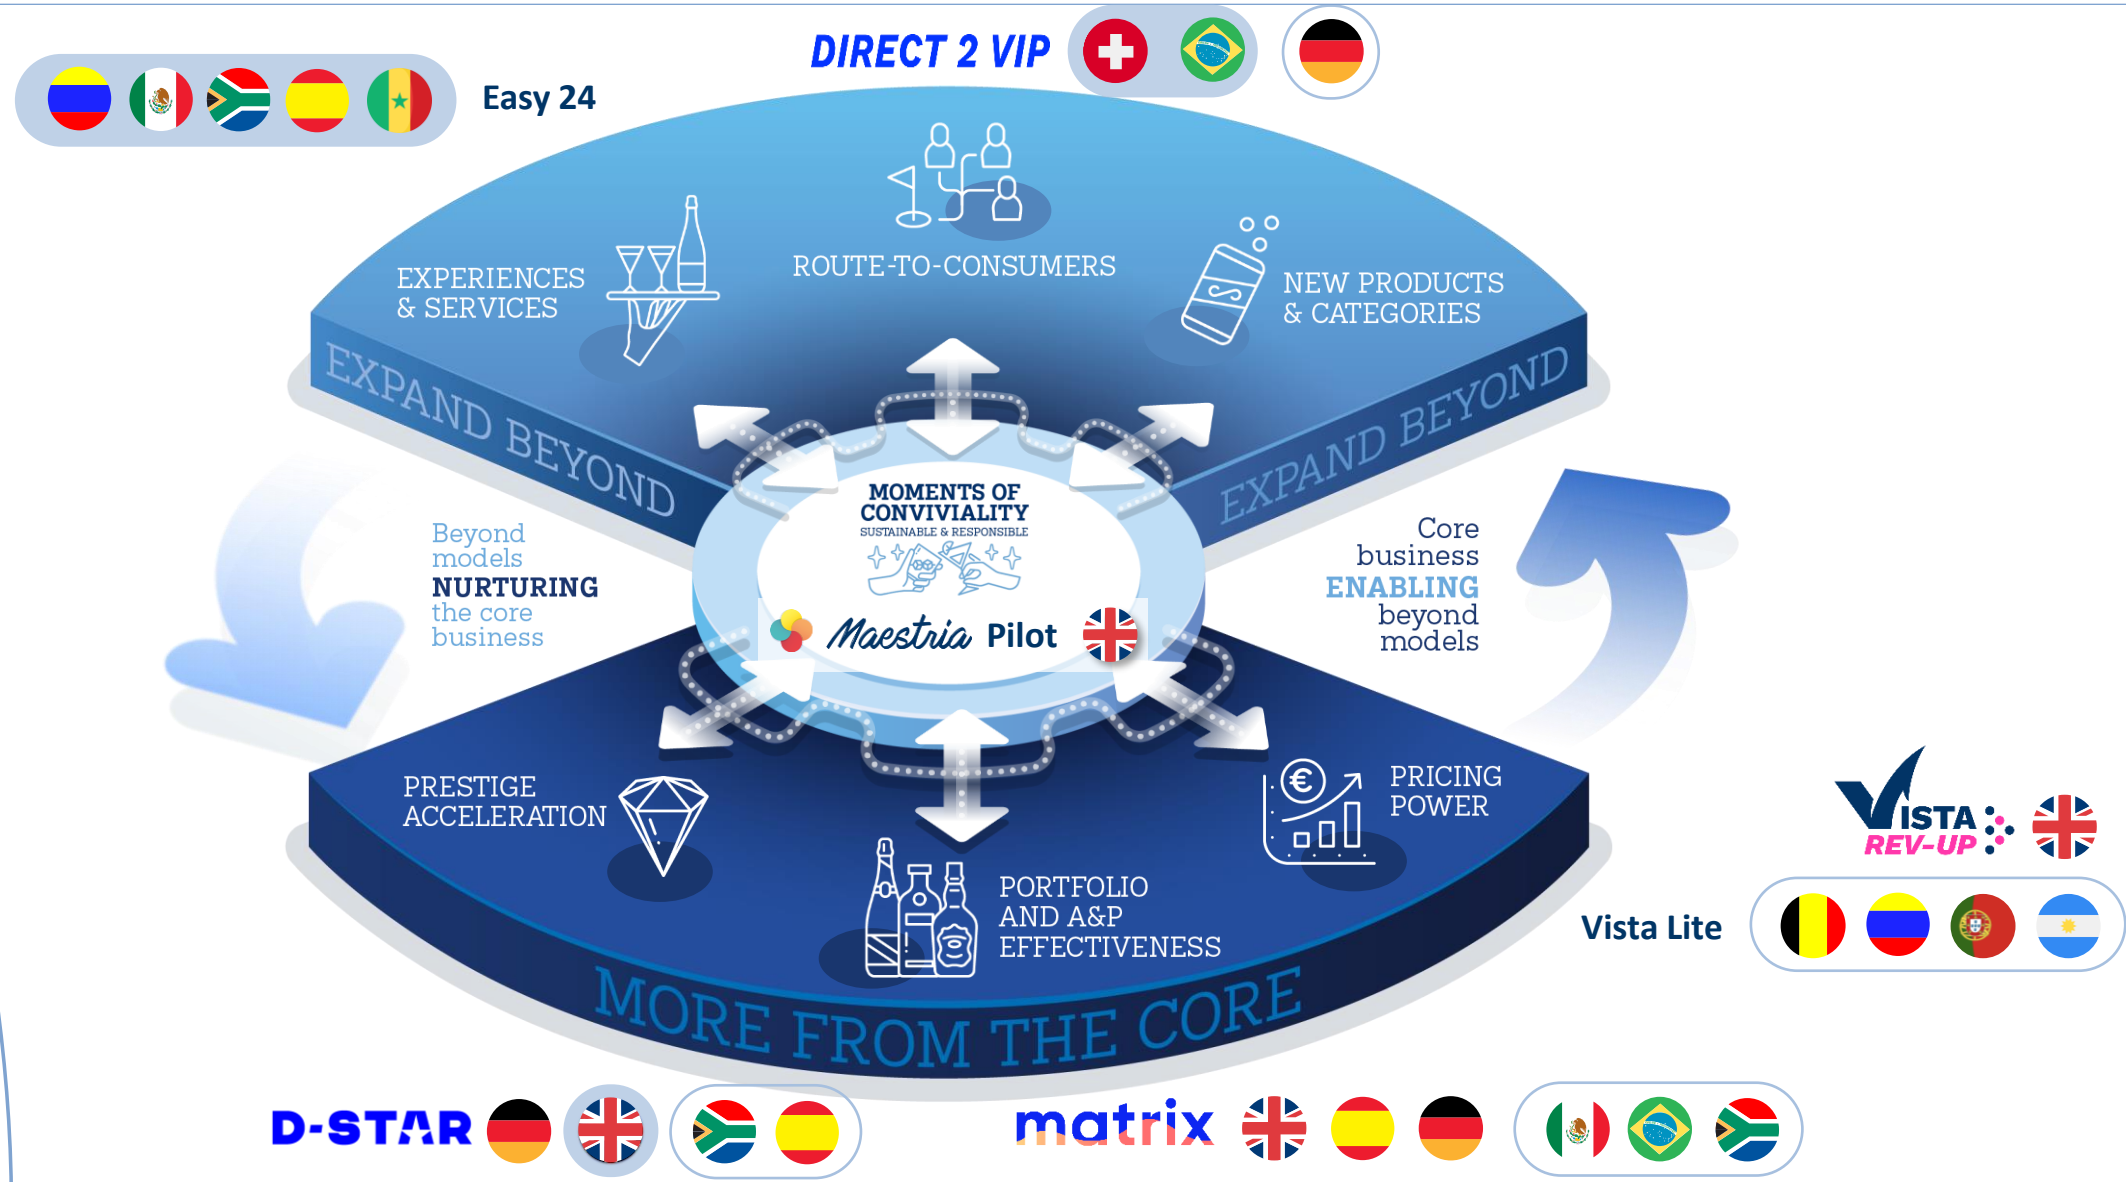 DIRECT 2 VIP
Easy 24
EXPERIENCES
& SERVICES
ROUTE-TO-CONSUMERS
NEW PRODUCTS
& CATEGORIES
EXPAND BEYOND
EXPAND BEYOND
MOMENTS OF
CONVIVIALITY
SUSTAINABLE & RESPONSIBLE
Maestria Pilot
Beyond
models
NURTURING
the core
business
Core
business
ENABLING
beyond
models
PRESTIGE
ACCELERATION
PORTFOLIO
AND A&P
EFFECTIVENESS
€
PRICING
POWER
MORE FROM THE CORE
VISTA
REV-UP
Vista Lite
D-STAR
matrix